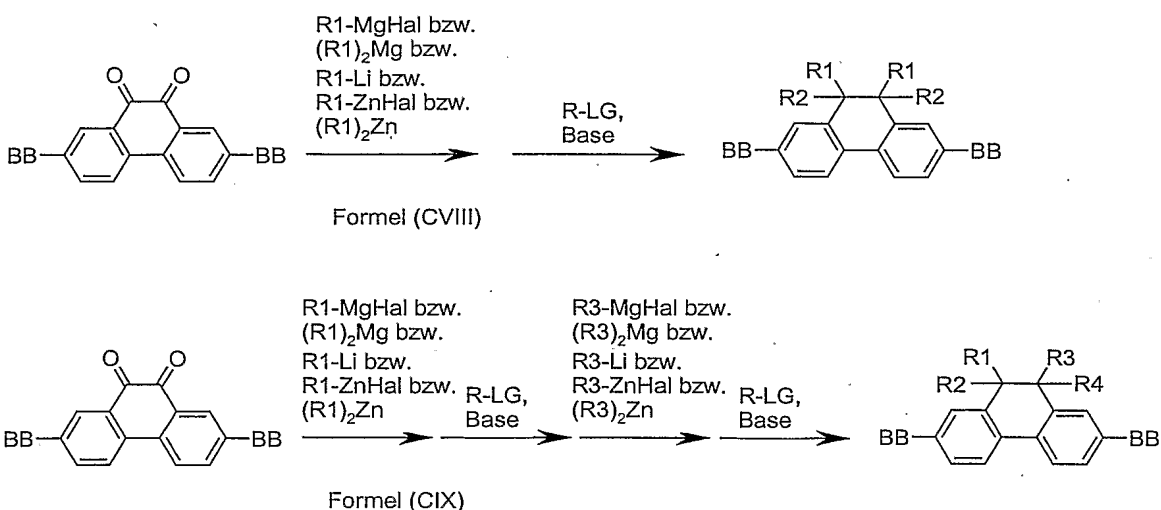 R1-MgHal bzw.
(R1)2Mg bzw.
R1-Li bzw.
R1-ZnHal bzw.
(R1)2Zn
O O
BB BB
R-LG,
Base
R1 R1
R2 R2
BB BB
Formel (CVIII)
R1-MgHal bzw.
(R1)2Mg bzw.
R1-Li bzw.
R1-ZnHal bzw.
(R1)2Zn
R-LG,
Base
R3-MgHal bzw.
(R3)2Mg bzw.
R3-Li bzw.
R3-ZnHal bzw.
(R3)2Zn
R-LG,
Base
O O
BB BB
R1 R3
R2 R4
BB BB
Formel (CIX)